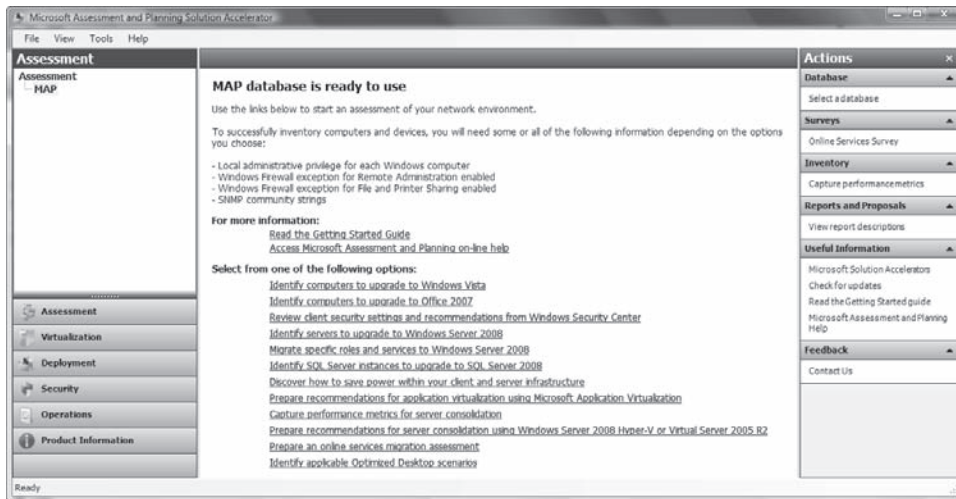 Microsoft Assessment and Planning Solution Accelerator
File View Tools Help
Assessment
Assessment
MAP
Assessment
Virtualization
Deployment
Security
Operations
Product Information
MAP database is ready to use
Use the links below to start an assessment of your network environment.
To successfully inventory computers and devices, you will need some or all of the following information depending on the options
you choose:
- Local administrative privilege for each Windows computer
- Windows Firewall exception for Remote Administration enabled
- Windows Firewall exception for File and Printer Sharing enabled
- SNMP community strings
For more information:
Read the Getting Started Guide
Access Microsoft Assessment and Planning on-line help
Select from one of the following options:
Identify computers to upgrade to Windows Vista
Identify computers to upgrade to Office 2007
Review client security settings and recommendations from Windows Security Center
Identify servers to upgrade to Windows Server 2008
Migrate specific roles and services to Windows Server 2008
Identify SQL Server instances to upgrade to SQL Server 2008
Discover how to save power within your client and server infrastructure
Prepare recommendations for application virtualization using Microsoft Application Virtualization
Capture performance metrics for server consolidation
Prepare recommendations for server consolidation using Windows Server 2008 Hyper-V or Virtual Server 2005 R2
Prepare an online services migration assessment
Identify applicable Optimized Desktop scenarios
Actions
Database
Select a database
Surveys
Online Services Survey
Inventory
Capture performance metrics
Reports and Proposals
View report descriptions
Useful Information
Microsoft Solution Accelerators
Check for updates
Read the Getting Started guide
Microsoft Assessment and Planning
Help
Feedback
Contact Us
Ready